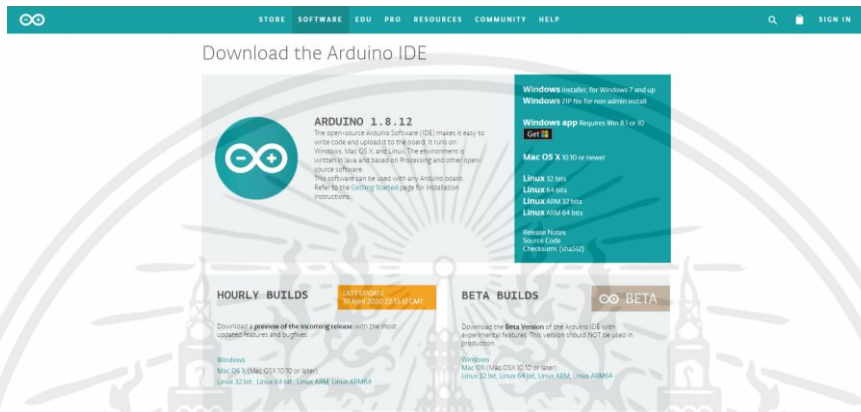 STORE SOFTWARE EDU PRO RESOURCES COMMUNITY HELP SIGN IN
Download the Arduino IDE
ARDUINO 1.8.12
The open-source Arduino Software (IDE) makes it easy to
write code and upload it to the board. It runs on
Windows, Mac OS X, and Linux. The environment is
written in Java and based on Processing and other open-
source software.
This software can be used with any Arduino board.
Refer to the Getting Started page for Installation
instructions.
Windows Installer, for Windows 7 and up
Windows ZIP file for non admin install
Windows app Requires Win 8.1 or 10
Get
Mac OS X 10.10 or newer
Linux 32 bits
Linux 64 bits
Linux ARM 32 bits
Linux ARM 64 bits
Release Notes
Source Code
Checksums (sha512)
HOURLY BUILDS
LAST UPDATE
April 2020 22:13:12 GMT
Download a preview of the incoming release with the most
updated features and bugfixes.
Windows
Mac OS X (Mac OSX 10.10 or later)
Linux 32 bit, Linux 64 bit, Linux ARM, Linux ARM64
BETA BUILDS
BETA
Download the Beta Version of the Arduino IDE with
experimental features. This version should NOT be used in
production.
Windows
Mac OX (Mac OSX 10.10 or later)
Linux 32 bit, Linux 64 bit, Linux ARM, Linux ARM64